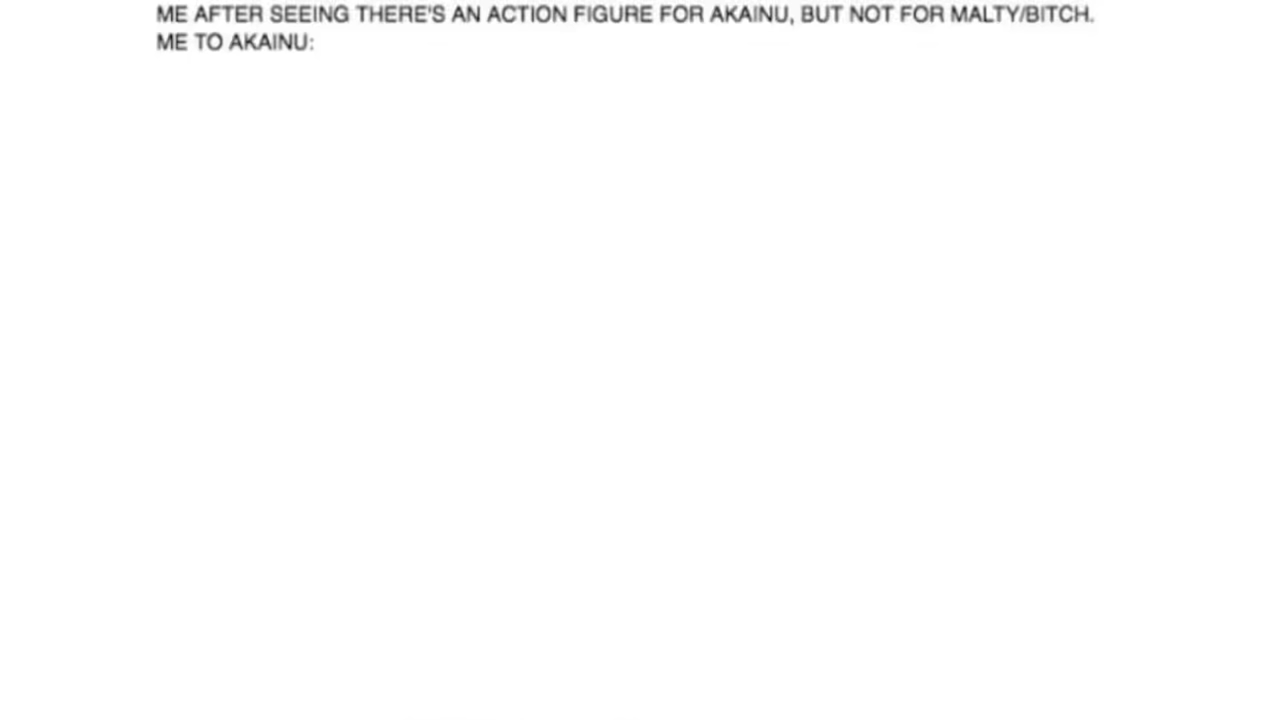 ME AFTER SEEING THERE'S AN ACTION FIGURE FOR AKAINU, BUT NOT FOR MALTY/BITCH.
ME TO AKAINU: